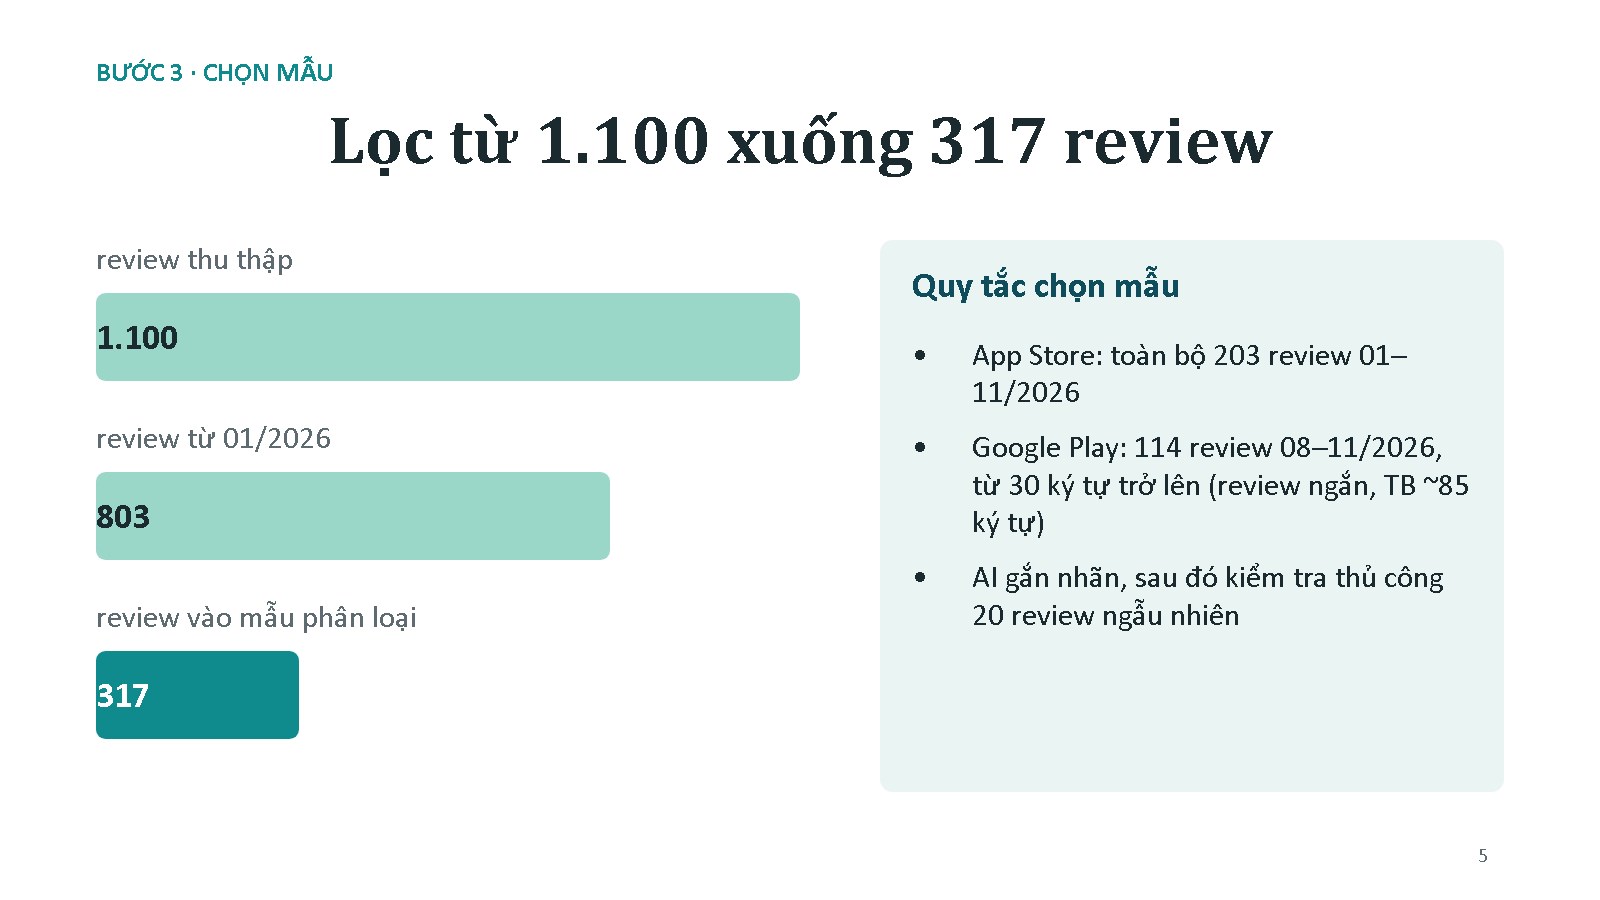 BƯỚC 3 · CHỌN MẪU
Lọc từ 1.100 xuống 317 review
review thu thập
1.100
review từ 01/2026
803
review vào mẫu phân loại
317
Quy tắc chọn mẫu
• App Store: toàn bộ 203 review 01–
11/2026
• Google Play: 114 review 08–11/2026,
từ 30 ký tự trở lên (review ngắn, TB ~85
ký tự)
• AI gắn nhãn, sau đó kiểm tra thủ công
20 review ngẫu nhiên
5